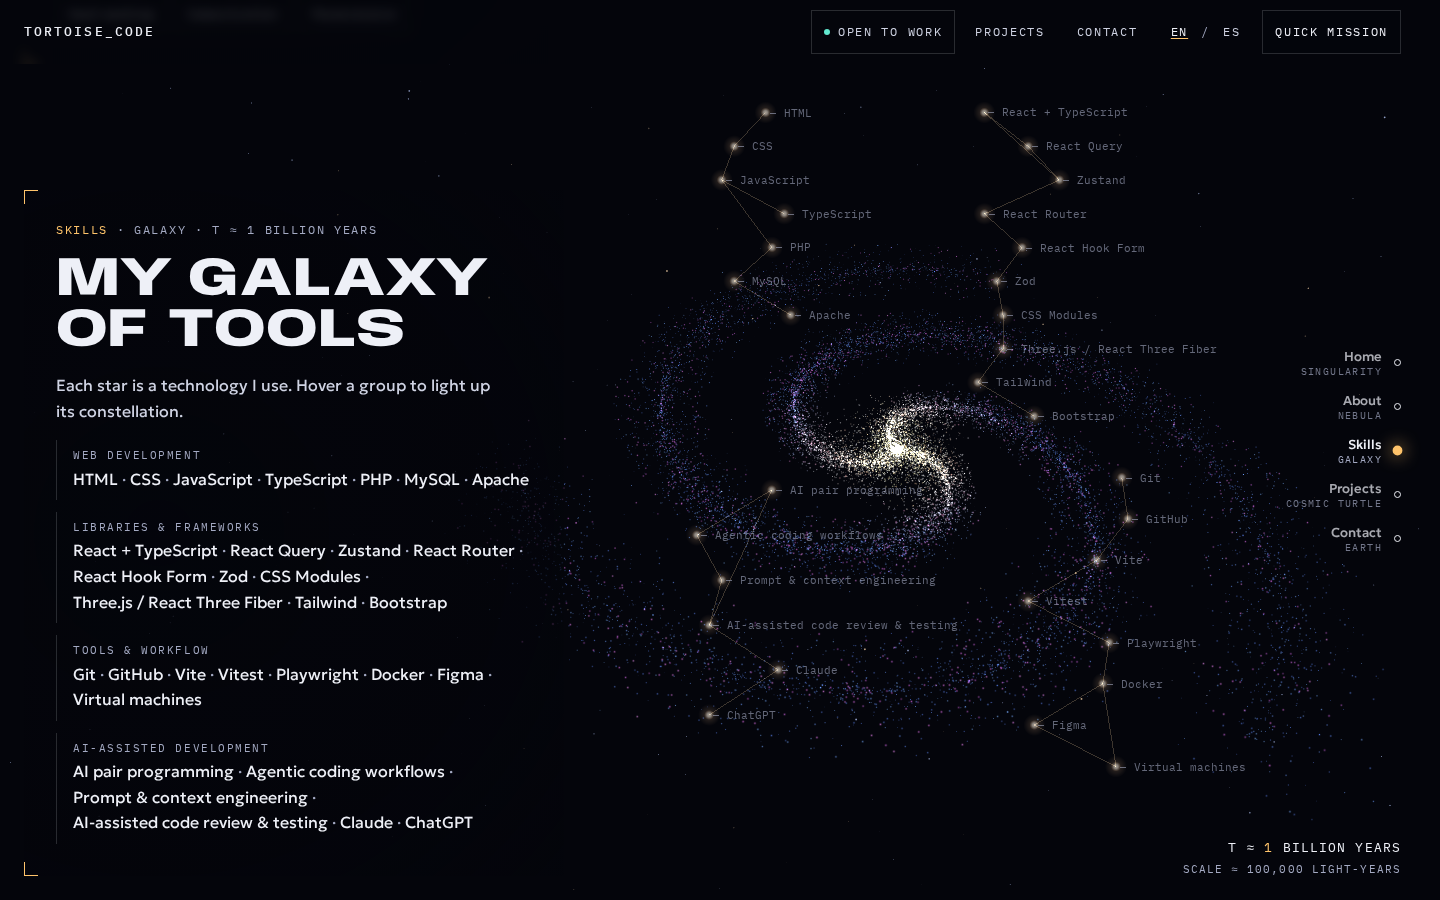 TORTOISE_CODE
OPEN TO WORK
PROJECTS
CONTACT
EN / ES
QUICK MISSION
SKILLS · GALAXY · T ≈ 1 BILLION YEARS
MY GALAXY
OF TOOLS
Each star is a technology I use. Hover a group to light up
its constellation.
WEB DEVELOPMENT
HTML · CSS · JavaScript · TypeScript · PHP · MySQL · Apache
LIBRARIES & FRAMEWORKS
React + TypeScript · React Query · Zustand · React Router ·
React Hook Form · Zod · CSS Modules ·
Three.js / React Three Fiber · Tailwind · Bootstrap
TOOLS & WORKFLOW
Git · GitHub · Vite · Vitest · Playwright · Docker · Figma ·
Virtual machines
AI-ASSISTED DEVELOPMENT
AI pair programming · Agentic coding workflows ·
Prompt & context engineering ·
AI-assisted code review & testing · Claude · ChatGPT
HTML
CSS
JavaScript
TypeScript
PHP
MySQL
Apache
React + TypeScript
React Query
Zustand
React Router
React Hook Form
Zod
CSS Modules
Three.js / React Three Fiber
Tailwind
Bootstrap
AI pair programming
Agentic coding workflows
Prompt & context engineering
AI-assisted code review & testing
Claude
ChatGPT
Git
GitHub
Vite
Vitest
Playwright
Docker
Figma
Virtual machines
Home
SINGULARITY
About
NEBULA
Skills
GALAXY
Projects
COSMIC TURTLE
Contact
EARTH
T ≈ 1 BILLION YEARS
SCALE ≈ 100,000 LIGHT-YEARS